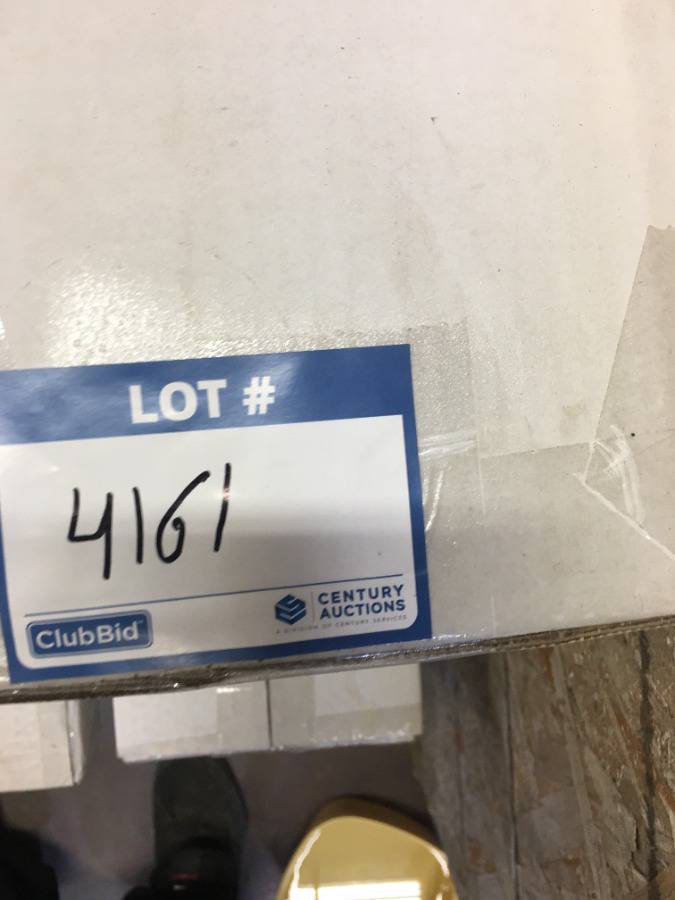 LOT #
4161
ClubBid
CENTURY
AUCTIONS
A DIVISION OF CENTURY SERVICES